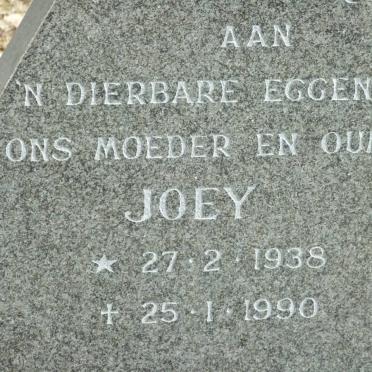 AAN
'N DIERBARE EGGEN
ONS MOEDER EN OU
JOEY
★ 27·2·1938
✝ 25·1·1990